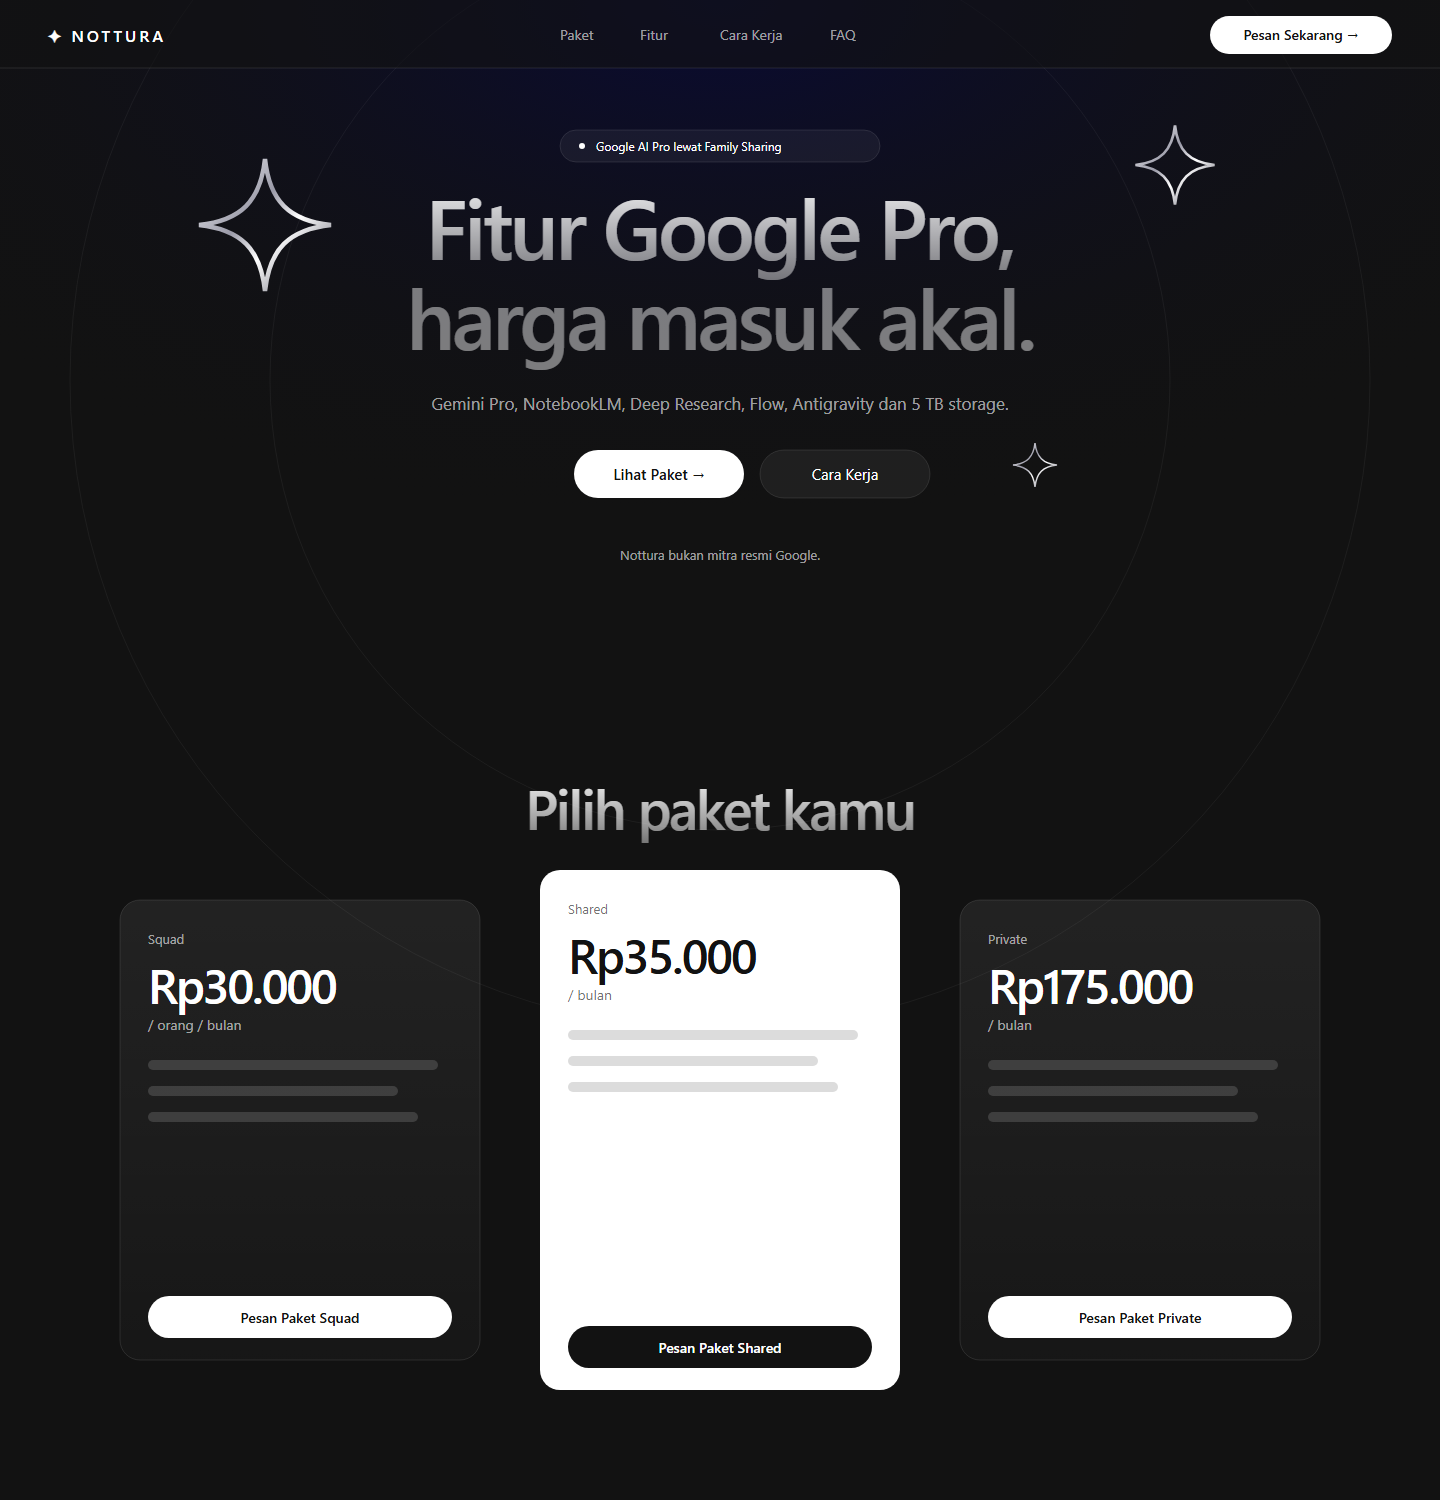 ✦ NOTTURA
Paket
Fitur
Cara Kerja
FAQ
Pesan Sekarang →
Google AI Pro lewat Family Sharing
Fitur Google Pro,
harga masuk akal.
Gemini Pro, NotebookLM, Deep Research, Flow, Antigravity dan 5 TB storage.
Lihat Paket →
Cara Kerja
Nottura bukan mitra resmi Google.
Pilih paket kamu
Squad
Rp30.000
/ orang / bulan
Pesan Paket Squad
Shared
Rp35.000
/ bulan
Pesan Paket Shared
Private
Rp175.000
/ bulan
Pesan Paket Private